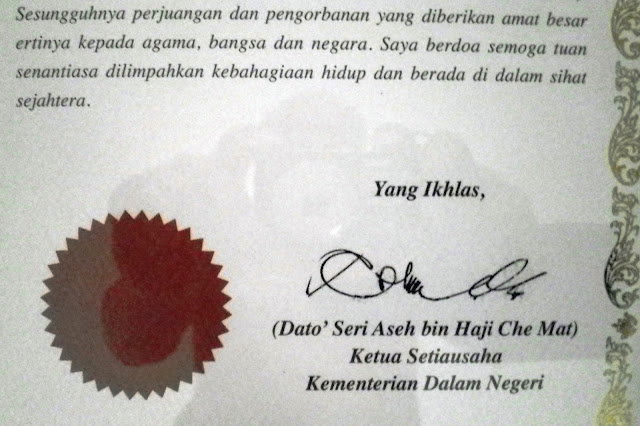 Sesungguhnya perjuangan dan pengorbanan yang diberikan amat besar
ertinya kepada agama, bangsa dan negara. Saya berdoa semoga tuan
senantiasa dilimpahkan kebahagiaan hidup dan berada di dalam sihat
sejahtera.
Yang Ikhlas,
(Dato' Seri Aseh bin Haji Che Mat)
Ketua Setiausaha
Kementerian Dalam Negeri